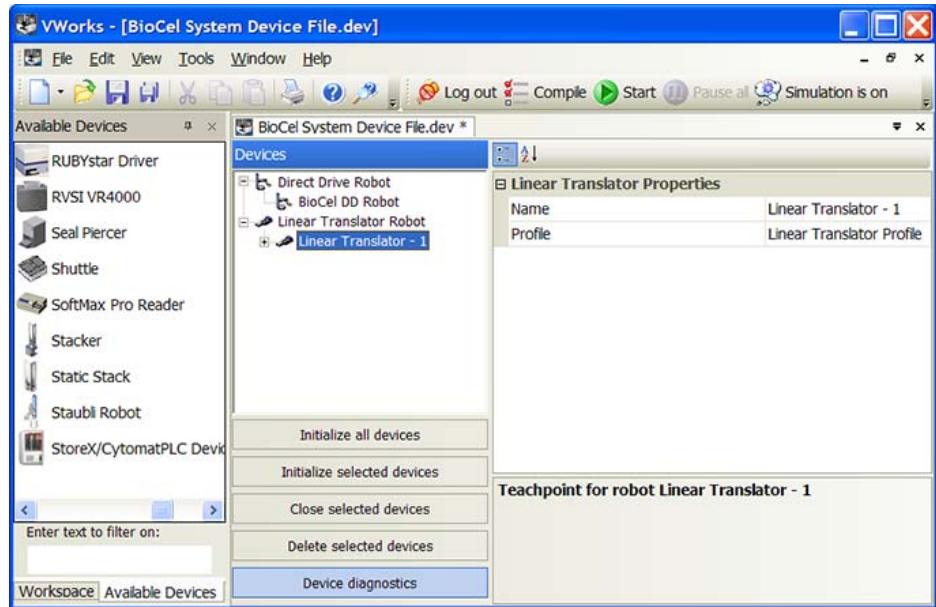 VWorks - [BioCel System Device File.dev]
File Edit View Tools Window Help
Log out Compile Start Pause all Simulation is on
Available Devices
BioCel System Device File.dev *
RUBYstar Driver
RVSI VR4000
Seal Piercer
Shuttle
SoftMax Pro Reader
Stacker
Static Stack
Staubli Robot
StoreX/CytomatPLC Devic
Enter text to filter on:
Workspace Available Devices
Devices
Direct Drive Robot
BioCel DD Robot
Linear Translator Robot
Linear Translator - 1
Initialize all devices
Initialize selected devices
Close selected devices
Delete selected devices
Device diagnostics
Linear Translator Properties
Name Linear Translator - 1
Profile Linear Translator Profile
Teachpoint for robot Linear Translator - 1